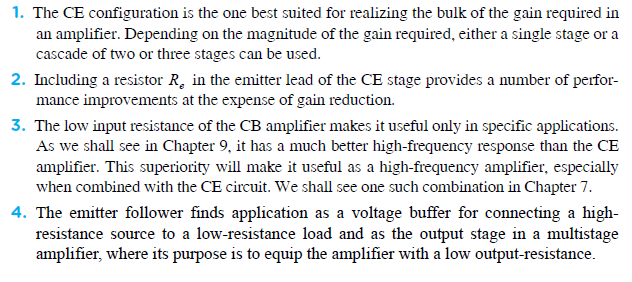 1. The CE configuration is the one best suited for realizing the bulk of the gain required in
an amplifier. Depending on the magnitude of the gain required, either a single stage or a
cascade of two or three stages can be used.
2. Including a resistor Rₑ in the emitter lead of the CE stage provides a number of perfor-
mance improvements at the expense of gain reduction.
3. The low input resistance of the CB amplifier makes it useful only in specific applications.
As we shall see in Chapter 9, it has a much better high-frequency response than the CE
amplifier. This superiority will make it useful as a high-frequency amplifier, especially
when combined with the CE circuit. We shall see one such combination in Chapter 7.
4. The emitter follower finds application as a voltage buffer for connecting a high-
resistance source to a low-resistance load and as the output stage in a multistage
amplifier, where its purpose is to equip the amplifier with a low output-resistance.